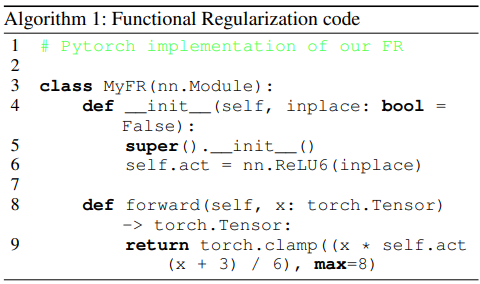 Algorithm 1: Functional Regularization code
1 # Pytorch implementation of our FR
2
3 class MyFR(nn.Module):
4     def __init__(self, inplace: bool =
            False):
5         super().__init__()
6         self.act = nn.ReLU6(inplace)
7
8     def forward(self, x: torch.Tensor)
            -> torch.Tensor:
9         return torch.clamp((x * self.act
            (x + 3) / 6), max=8)